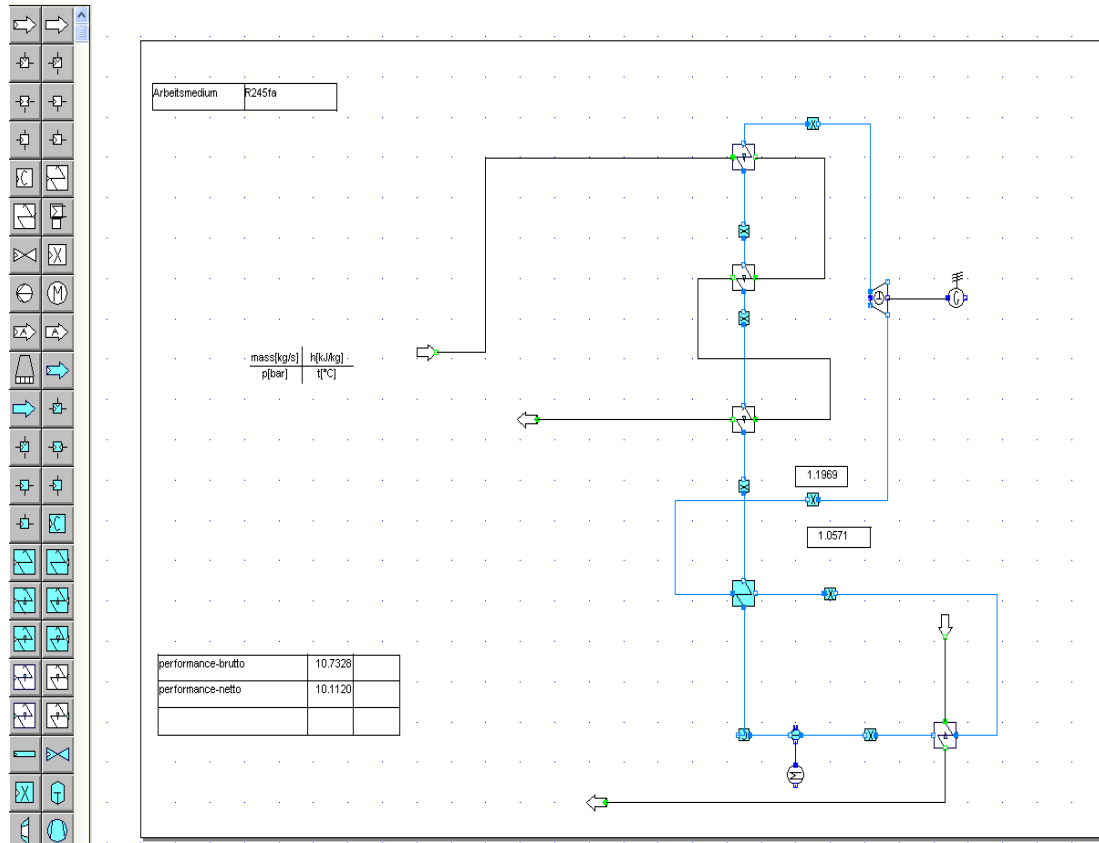 Arbeitsmedium R245fa
mass[kg/s] h[kJ/kg]
p[bar] t[°C]
1.1969
1.0571
performance-brutto 10.7328
performance-netto 10.1120